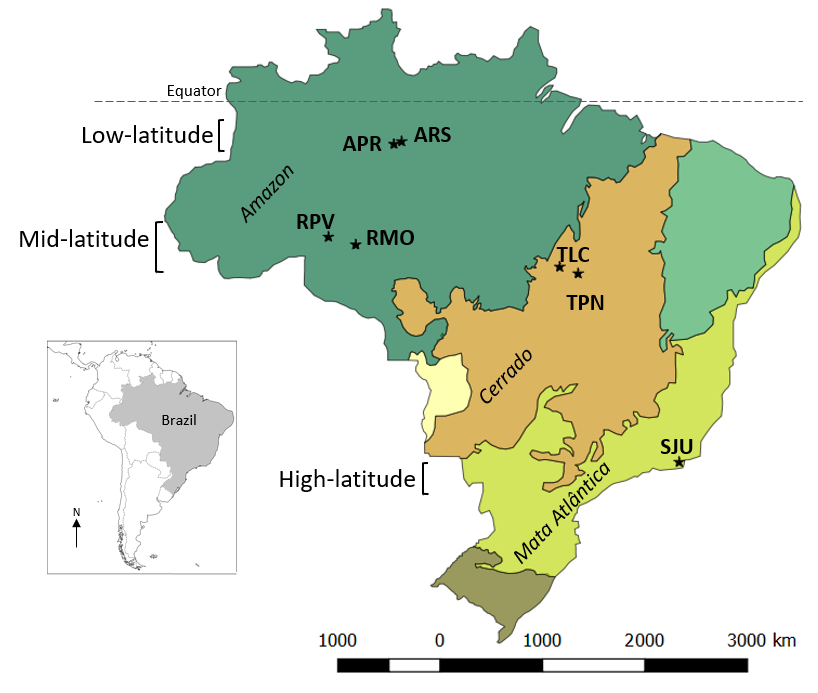 Equator
Low-latitude
APR
ARS
Amazon
Mid-latitude
RPV
RMO
TLC
TPN
Brazil
Cerrado
High-latitude
SJU
Mata Atlântica
N
1000 0 1000 2000 3000 km